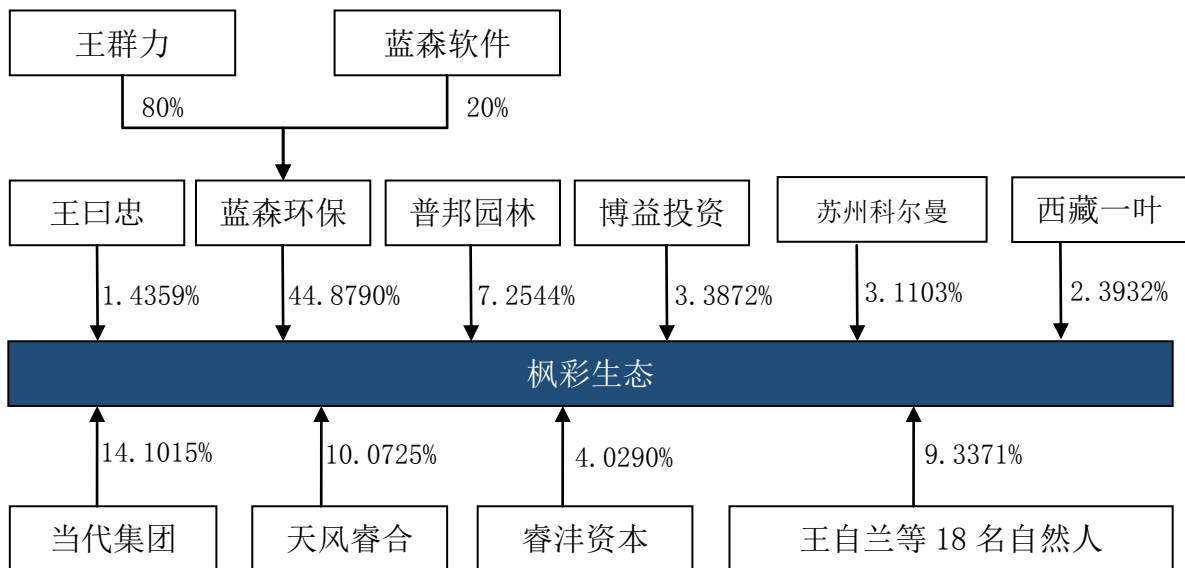 王群力
蓝森软件
80%
20%
王曰忠
蓝森环保
普邦园林
博益投资
苏州科尔曼
西藏一叶
1.4359%
44.8790%
7.2544%
3.3872%
3.1103%
2.3932%
枫彩生态
14.1015%
10.0725%
4.0290%
9.3371%
当代集团
天风睿合
睿沣资本
王自兰等 18 名自然人